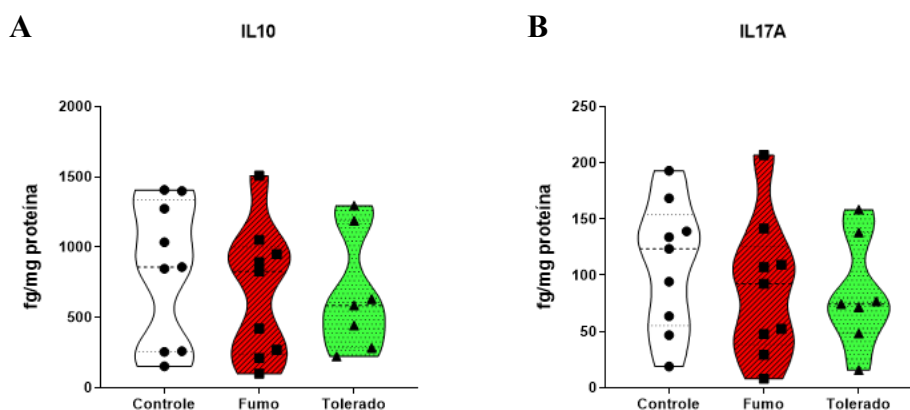 A
IL10
fg/mg proteína
2000
1500
1000
500
0
Controle Fumo Tolerado
B
IL17A
fg/mg proteína
250
200
150
100
50
0
Controle Fumo Tolerado